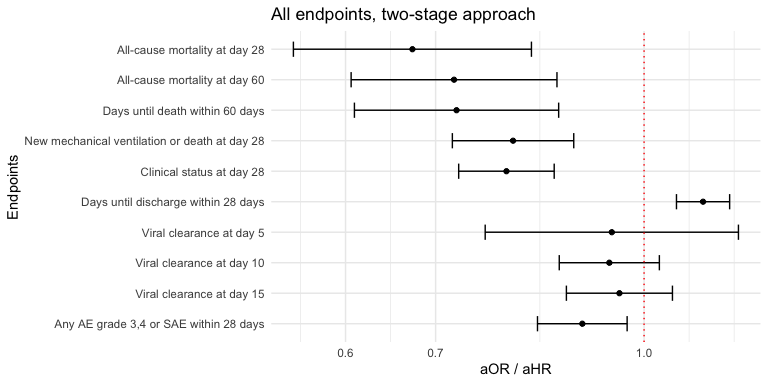 All endpoints, two-stage approach
Endpoints
All-cause mortality at day 28
All-cause mortality at day 60
Days until death within 60 days
New mechanical ventilation or death at day 28
Clinical status at day 28
Days until discharge within 28 days
Viral clearance at day 5
Viral clearance at day 10
Viral clearance at day 15
Any AE grade 3,4 or SAE within 28 days
0.6 0.7 1.0
aOR / aHR